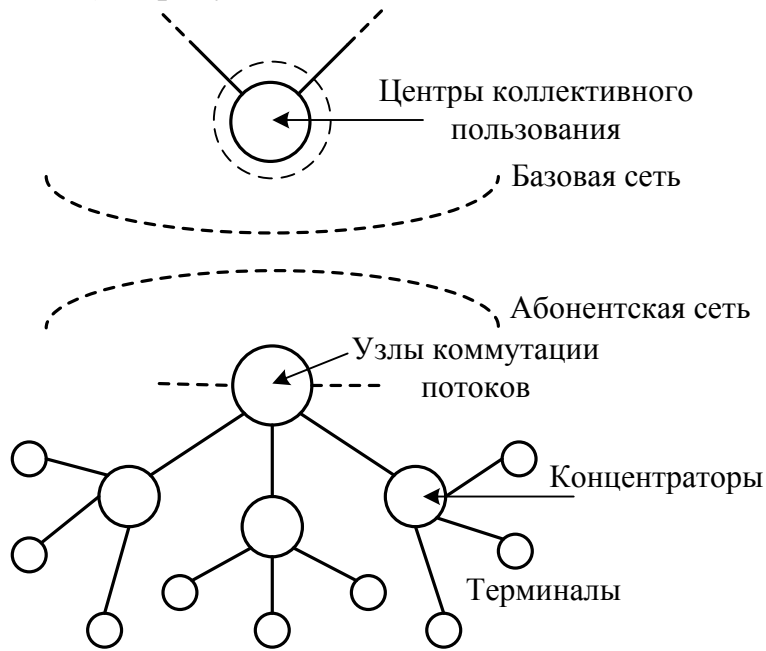 Центры коллективного
пользования
Базовая сеть
Абонентская сеть
Узлы коммутации
потоков
Концентраторы
Терминалы